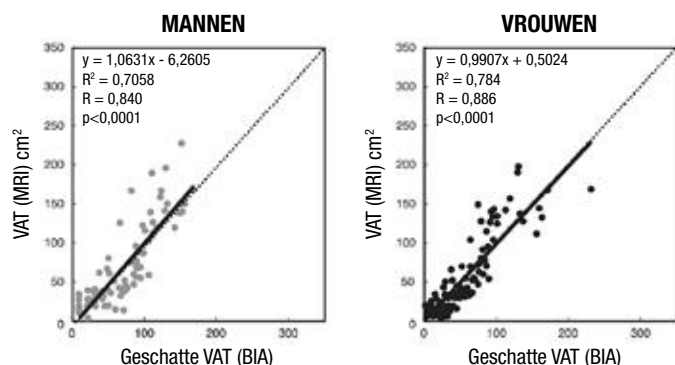 MANNEN
y = 1,0631x - 6,2605
R² = 0,7058
R = 0,840
p<0,0001
VAT (MRI) cm²
350
300
250
200
150
100
50
0
0 100 200 300
Geschatte VAT (BIA)
VROUWEN
y = 0,9907x + 0,5024
R² = 0,784
R = 0,886
p<0,0001
VAT (MRI) cm²
350
300
250
200
150
100
50
0
0 100 200 300
Geschatte VAT (BIA)